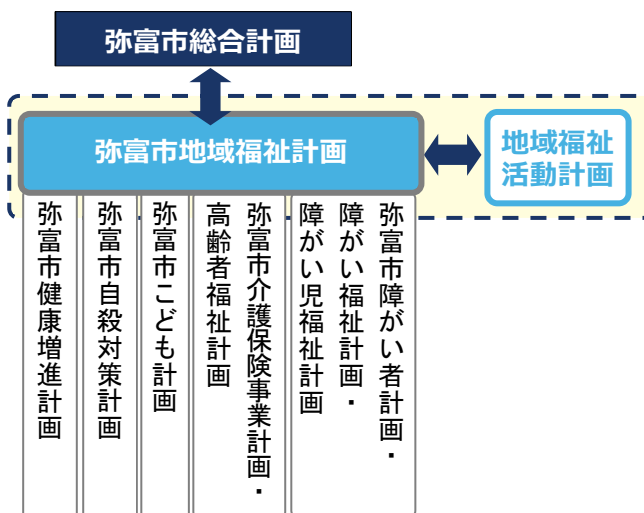 弥富市総合計画
弥富市地域福祉計画
地域福祉
活動計画
弥富市障がい者計画・
障がい福祉計画・
障がい児福祉計画
弥富市介護保険事業計画・
高齢者福祉計画
弥富市こども計画
弥富市自殺対策計画
弥富市健康増進計画